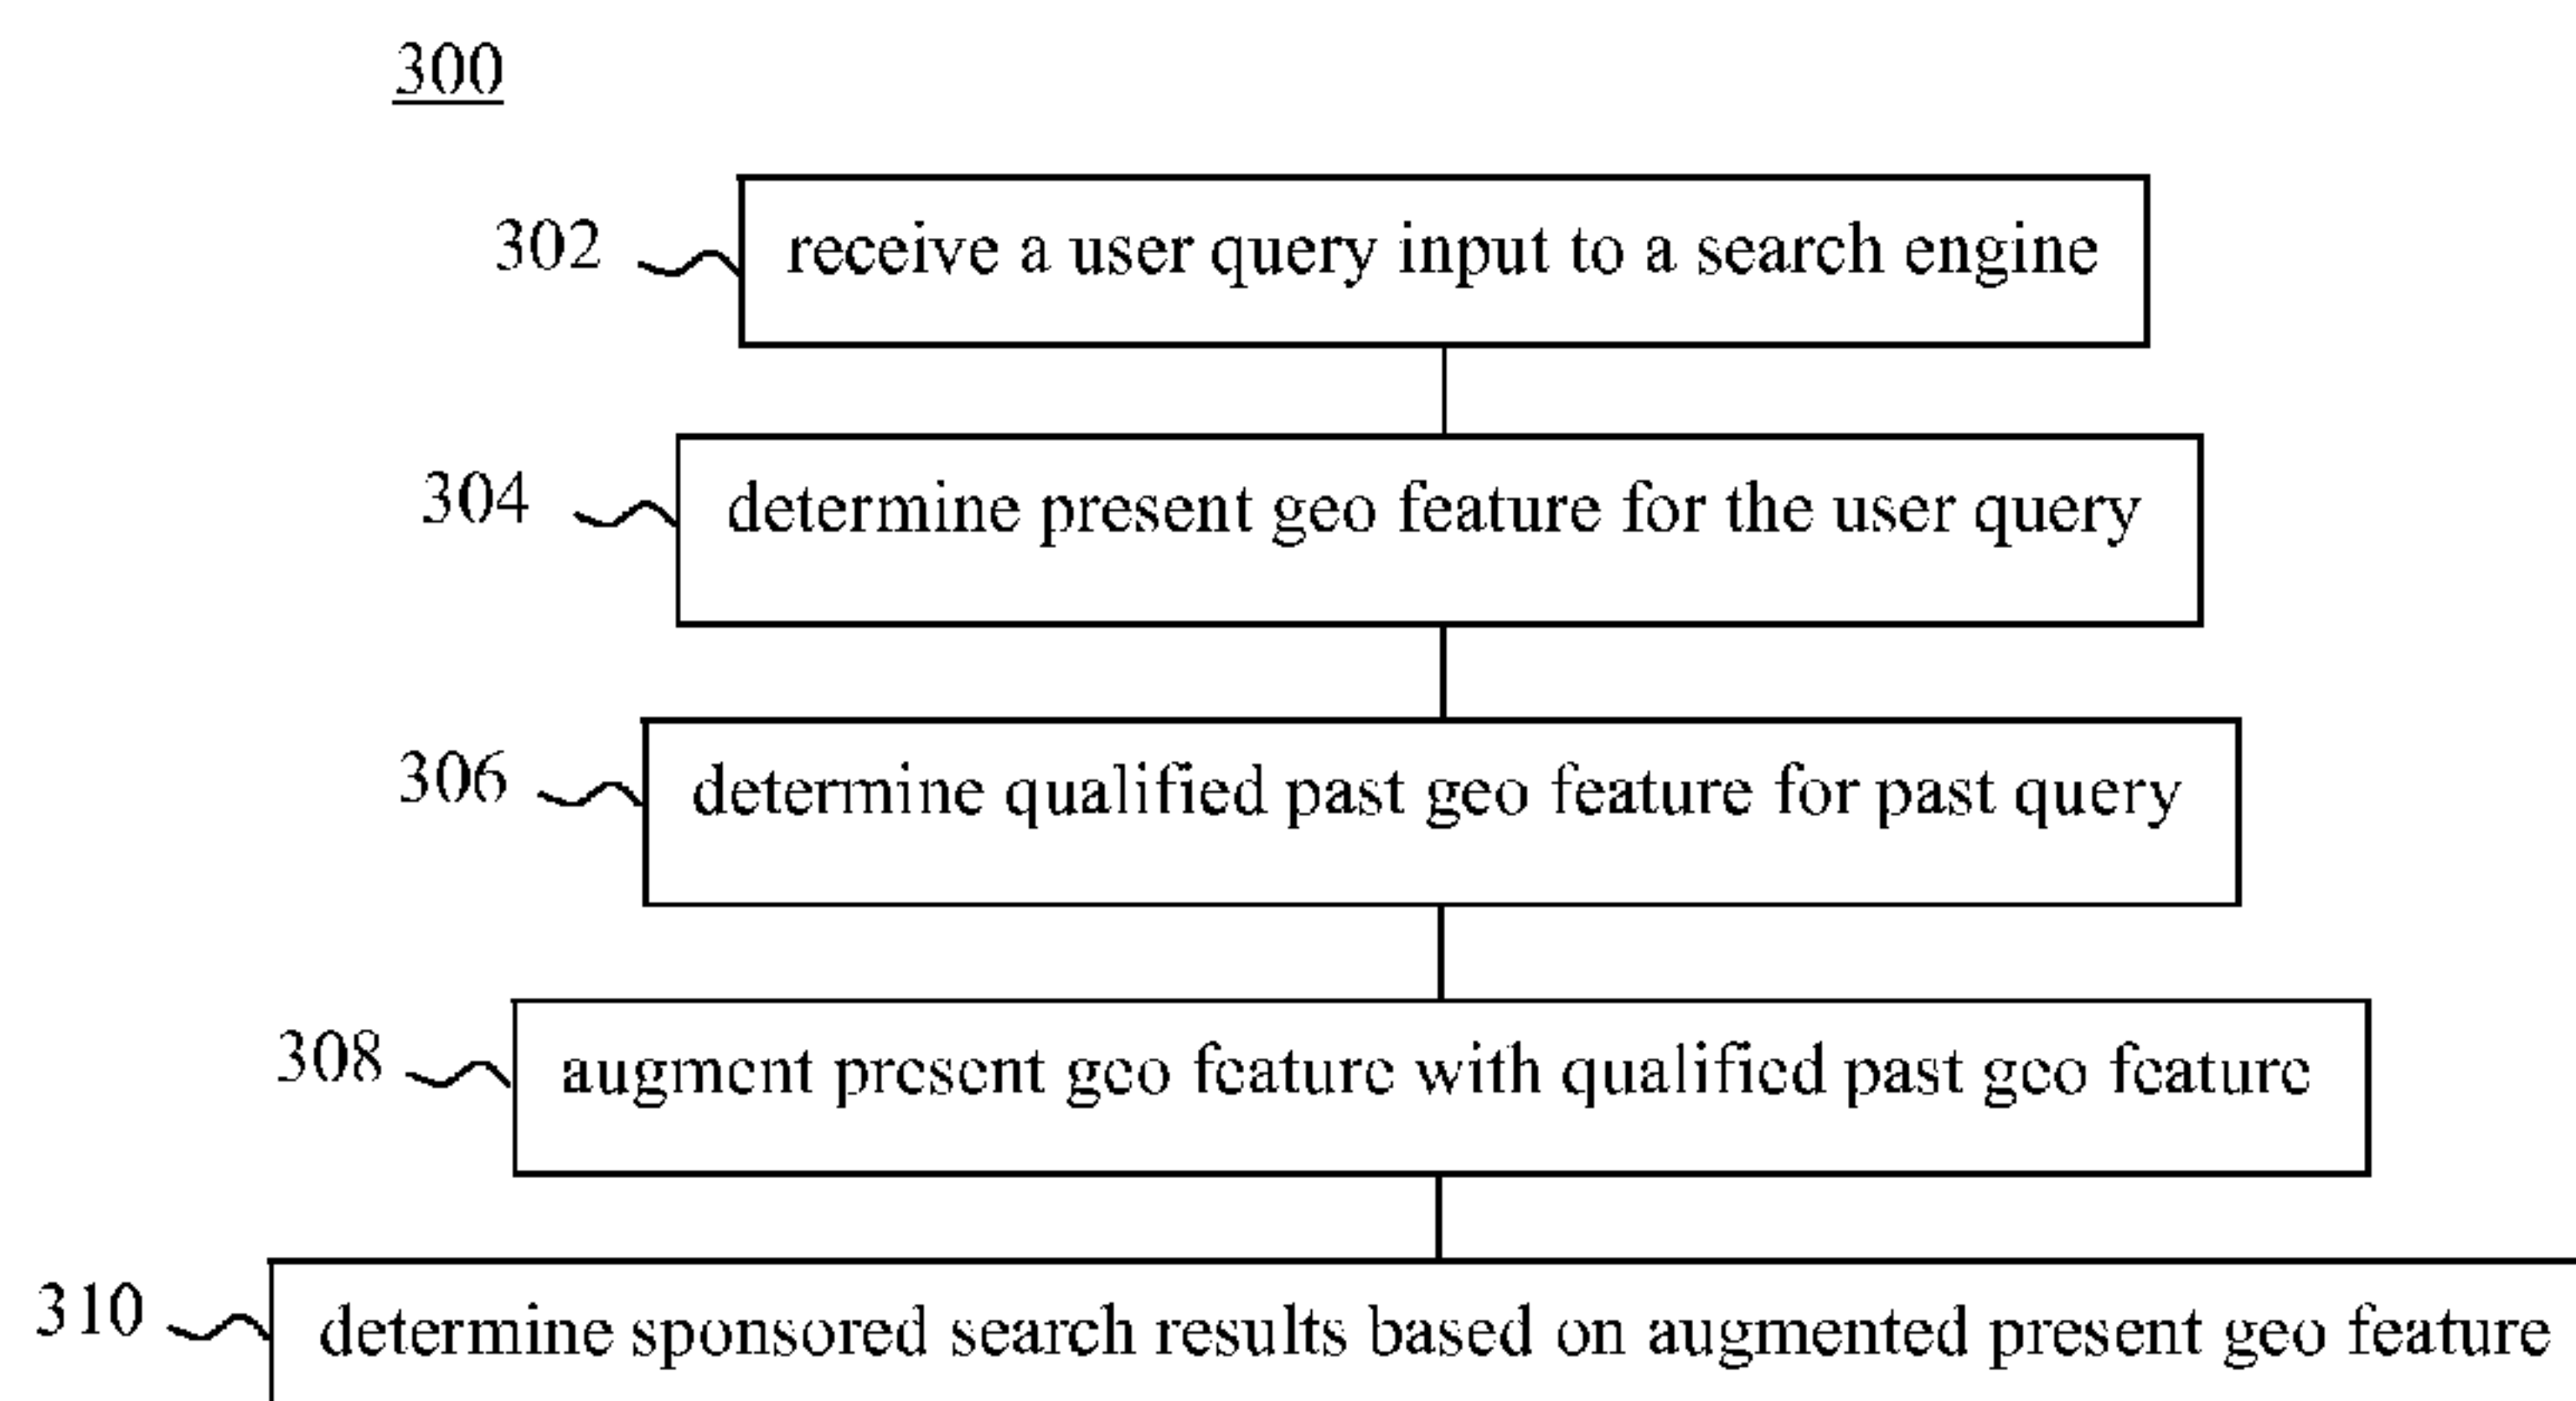 300
302 receive a user query input to a search engine
304 determine present geo feature for the user query
306 determine qualified past geo feature for past query
308 augment present geo feature with qualified past geo feature
310 determine sponsored search results based on augmented present geo feature